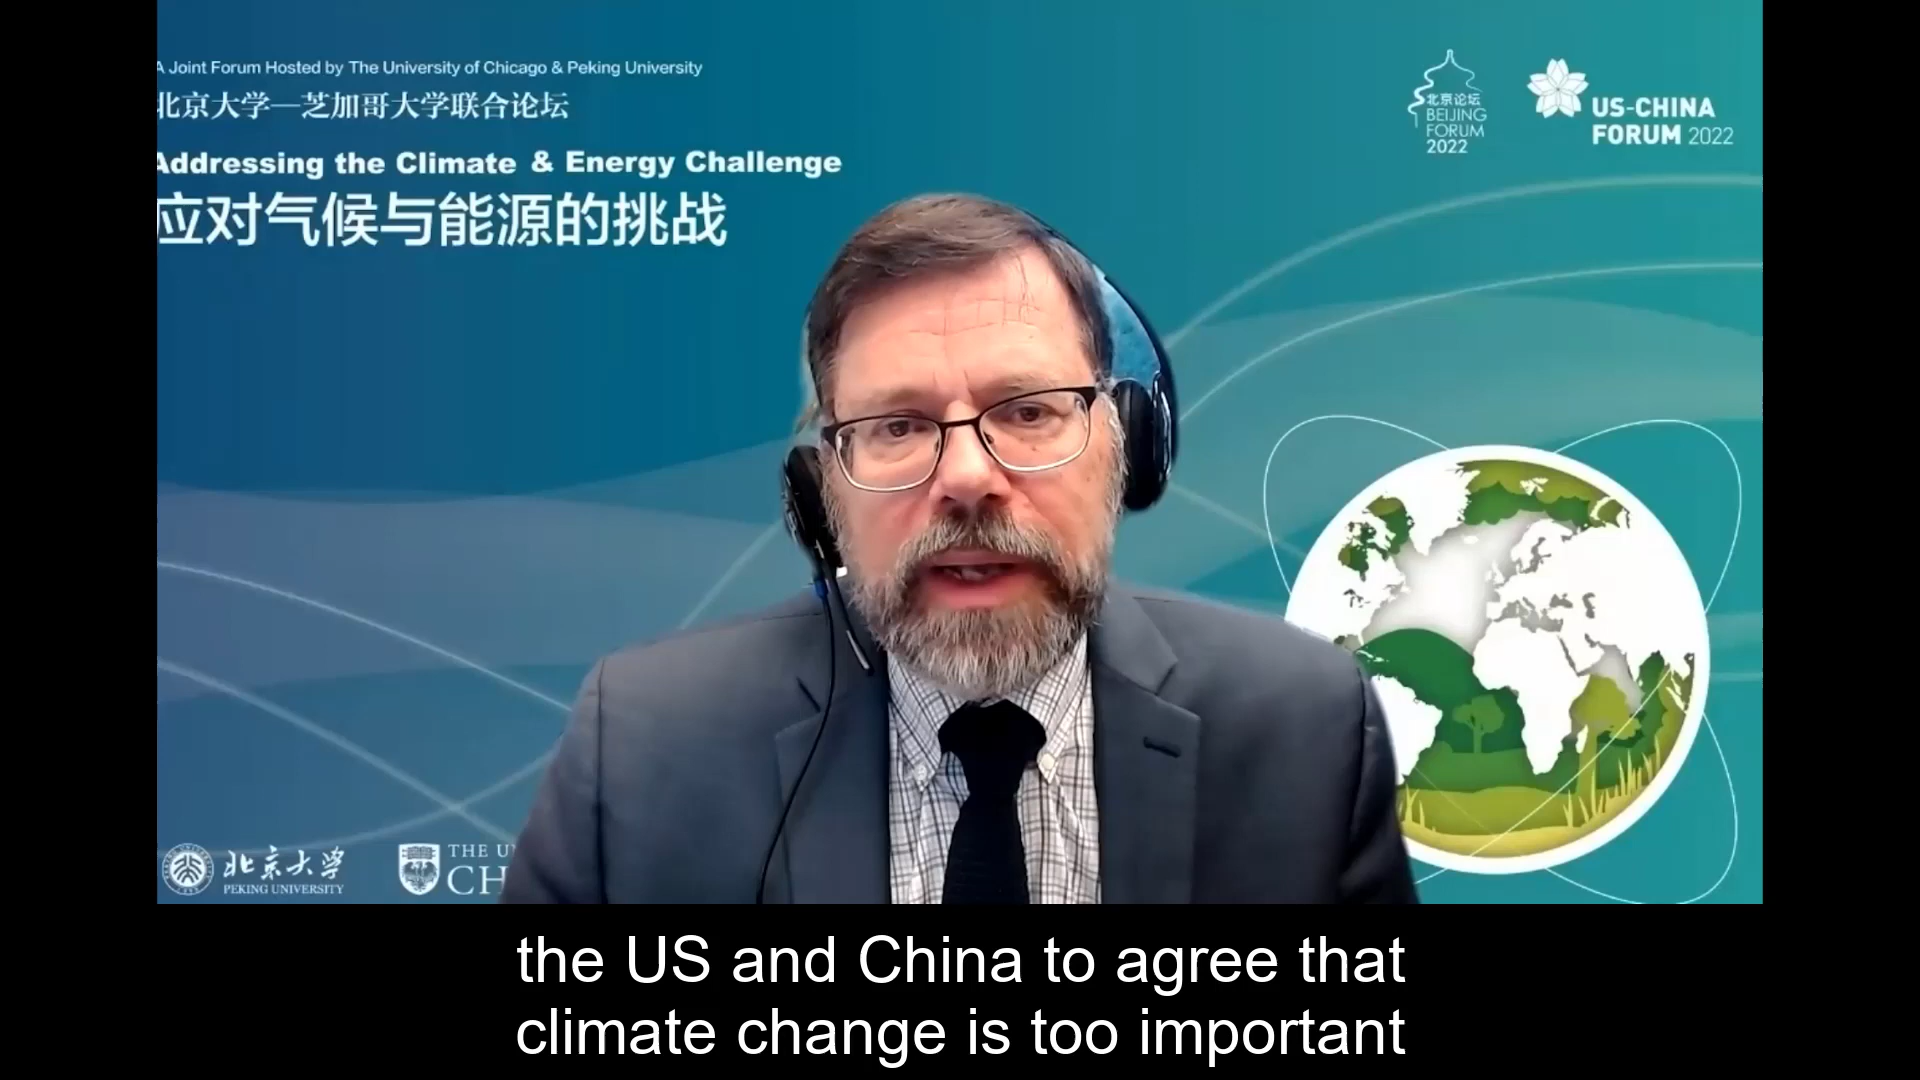 A Joint Forum Hosted by The University of Chicago & Peking University
北京大学—芝加哥大学联合论坛
Addressing the Climate & Energy Challenge
应对气候与能源的挑战
北京论坛
BEIJING
FORUM
2022
US-CHINA
FORUM 2022
北京大学
PEKING UNIVERSITY
THE U
CH
the US and China to agree that
climate change is too important